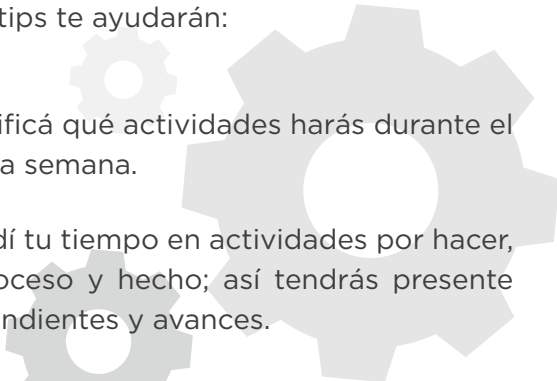 tips te ayudarán:
ificá qué actividades harás durante el
a semana.
dí tu tiempo en actividades por hacer,
oceso y hecho; así tendrás presente
ndientes y avances.